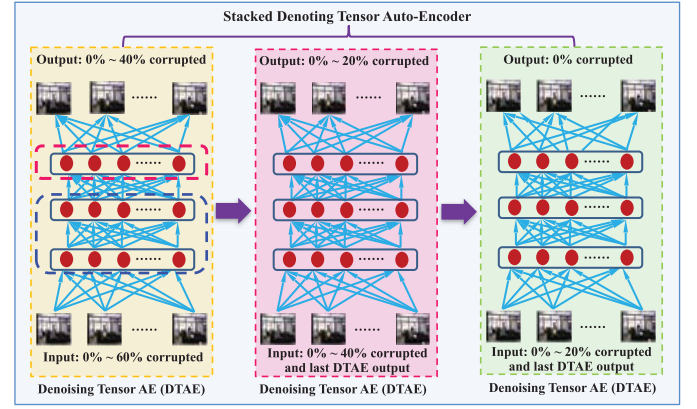 Stacked Denoting Tensor Auto-Encoder
Output: 0% ~ 40% corrupted
......
......
......
......
......
Input: 0% ~ 60% corrupted
Denoising Tensor AE (DTAE)
Output: 0% ~ 20% corrupted
......
......
......
......
......
Input: 0% ~ 40% corrupted
and last DTAE output
Denoising Tensor AE (DTAE)
Output: 0% corrupted
......
......
......
......
......
Input: 0% ~ 20% corrupted
and last DTAE output
Denoising Tensor AE (DTAE)